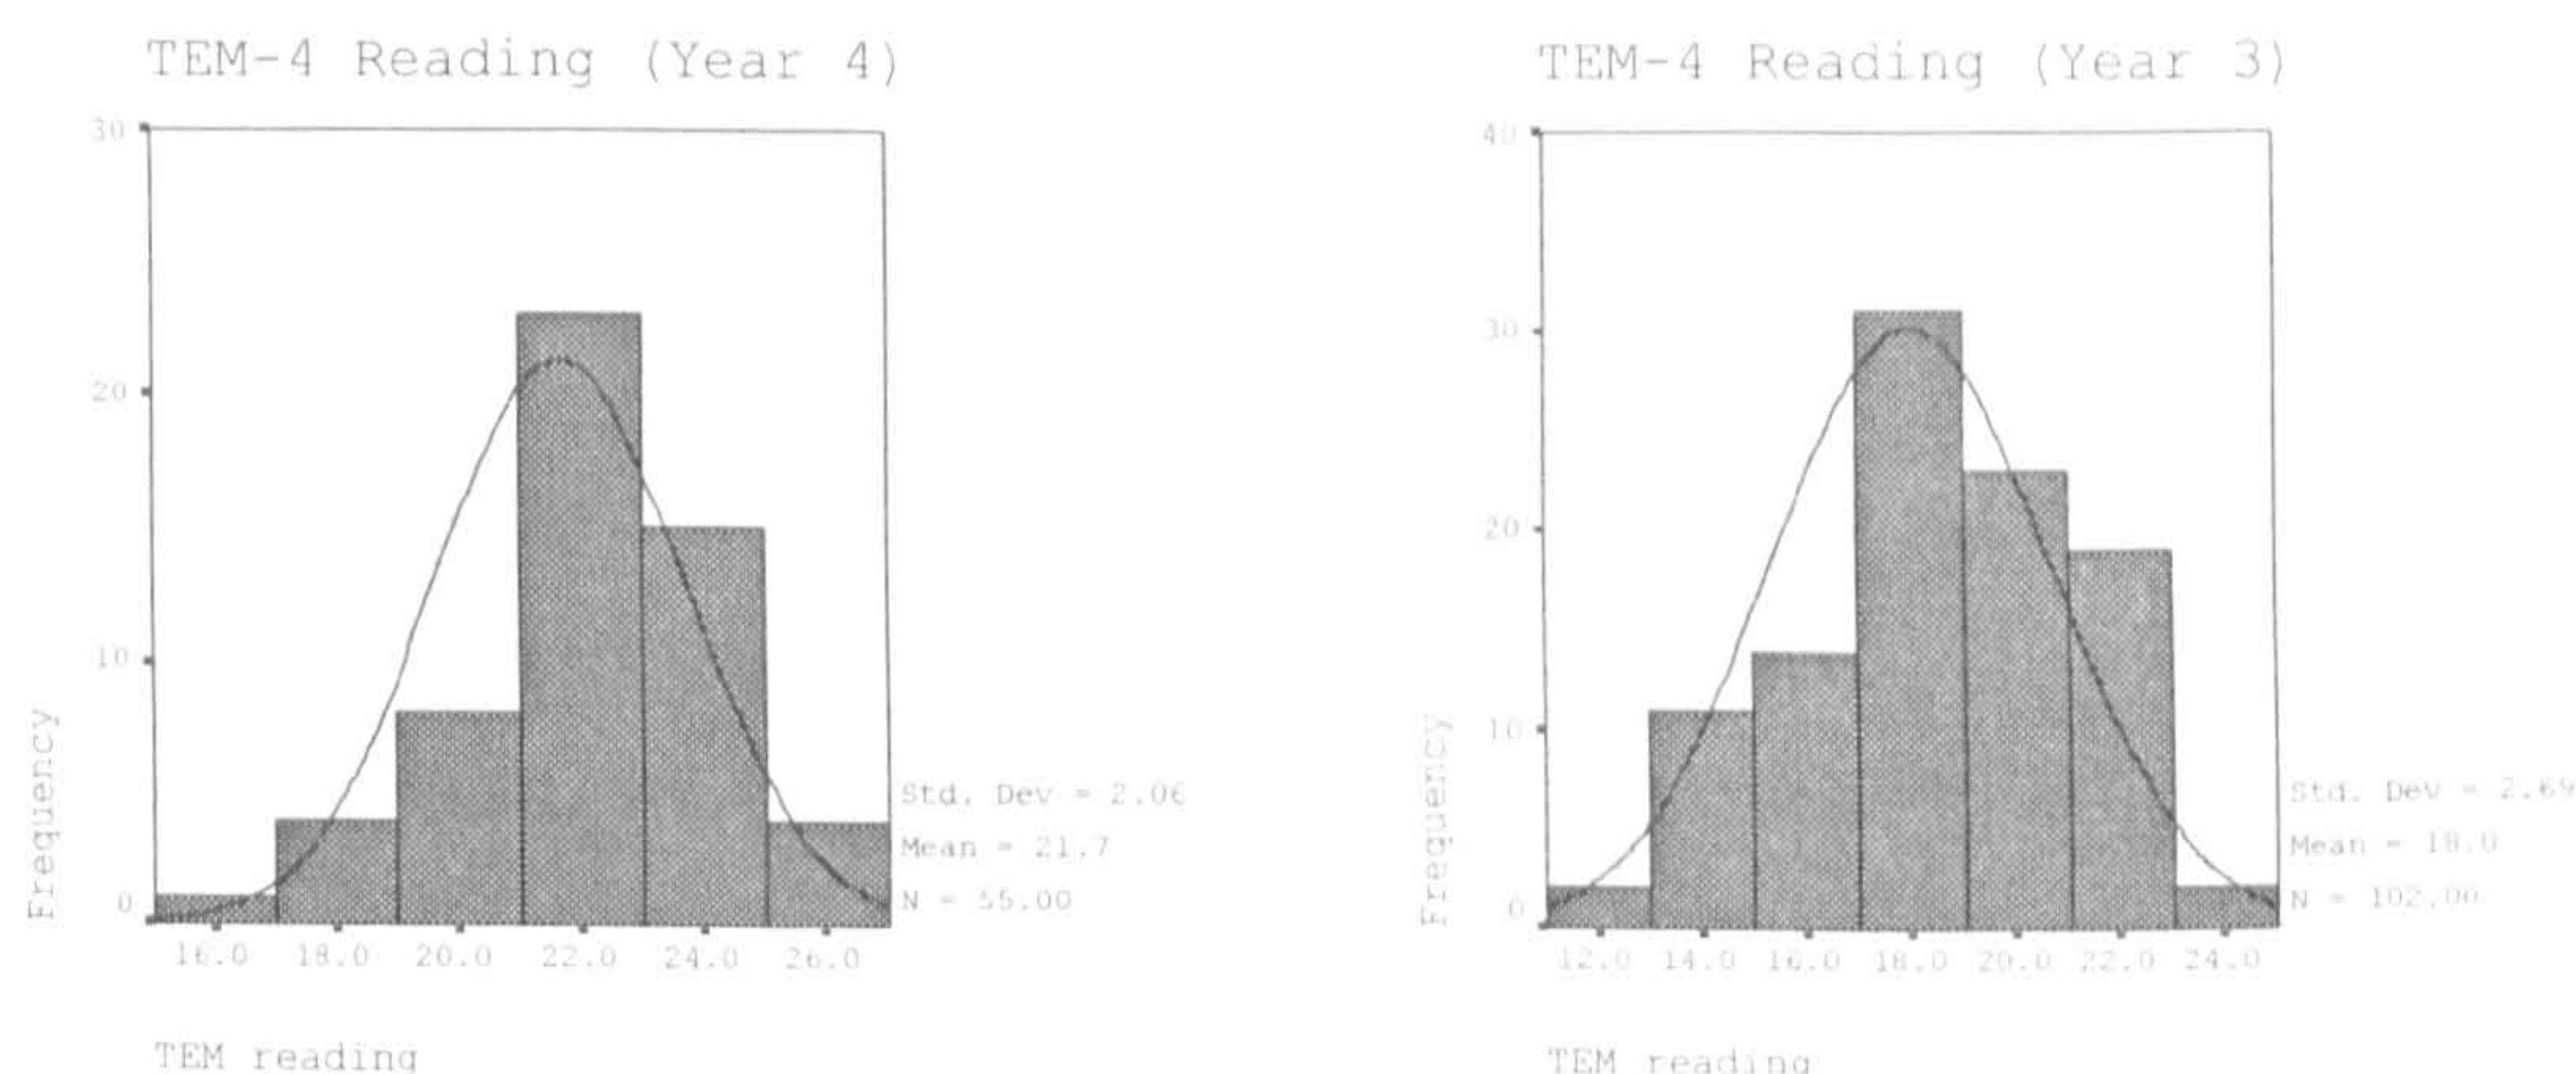 TEM-4 Reading (Year 4)
30
20
10
0
Frequency
16.0 18.0 20.0 22.0 24.0 26.0
TEM reading
Std. Dev = 2.06
Mean = 21.7
N = 55.00
TEM-4 Reading (Year 3)
40
30
20
10
0
Frequency
12.0 14.0 16.0 18.0 20.0 22.0 24.0
TEM reading
Std. Dev = 2.69
Mean = 18.0
N = 102.00